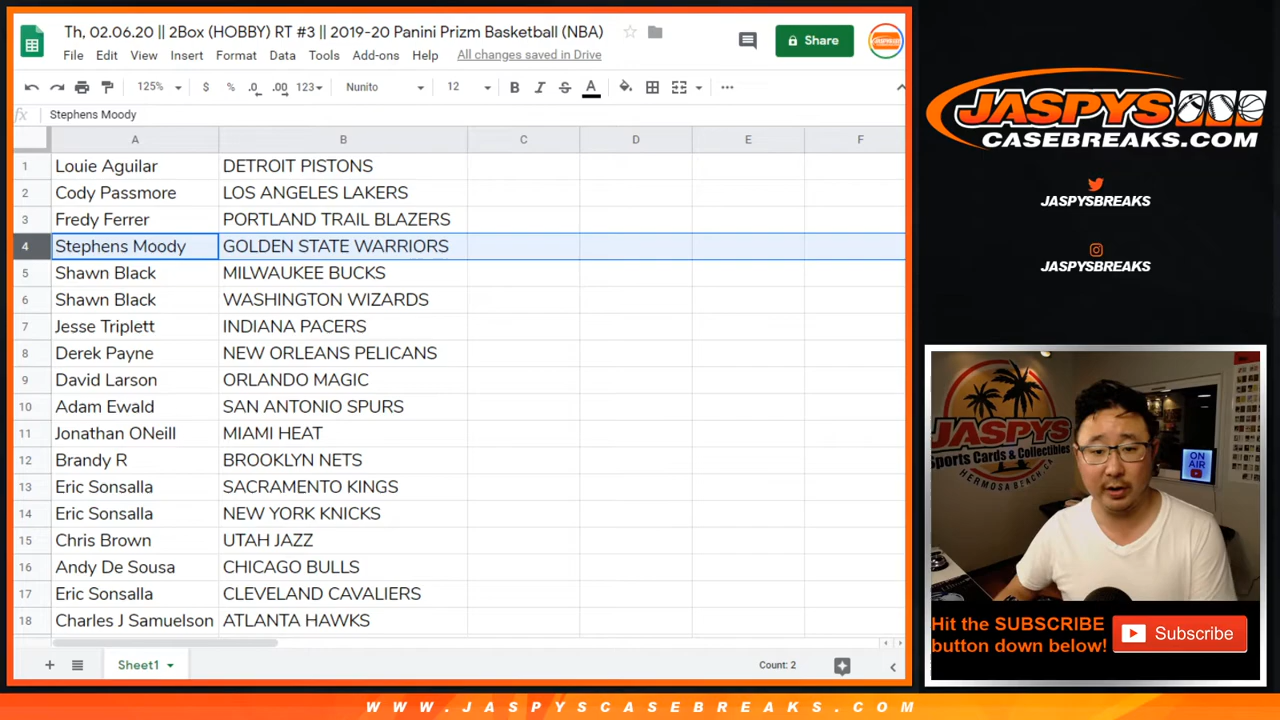 Th, 02.06.20 || 2Box (HOBBY) RT #3 || 2019-20 Panini Prizm Basketball (NBA)
File Edit View Insert Format Data Tools Add-ons Help All changes saved in Drive
Share
125% $ % .0 .00 123 Nunito 12 B I S A
fx Stephens Moody
A B C D E F
1 Louie Aguilar DETROIT PISTONS
2 Cody Passmore LOS ANGELES LAKERS
3 Fredy Ferrer PORTLAND TRAIL BLAZERS
4 Stephens Moody GOLDEN STATE WARRIORS
5 Shawn Black MILWAUKEE BUCKS
6 Shawn Black WASHINGTON WIZARDS
7 Jesse Triplett INDIANA PACERS
8 Derek Payne NEW ORLEANS PELICANS
9 David Larson ORLANDO MAGIC
10 Adam Ewald SAN ANTONIO SPURS
11 Jonathan ONeill MIAMI HEAT
12 Brandy R BROOKLYN NETS
13 Eric Sonsalla SACRAMENTO KINGS
14 Eric Sonsalla NEW YORK KNICKS
15 Chris Brown UTAH JAZZ
16 Andy De Sousa CHICAGO BULLS
17 Eric Sonsalla CLEVELAND CAVALIERS
18 Charles J Samuelson ATLANTA HAWKS
Sheet1 Count: 2
JASPYS
CASEBREAKS.COM
JASPYSBREAKS
JASPYSBREAKS
JASPYS
Sports Cards & Collectibles
HERMOSA BEACH, CA
ON
AIR
Hit the SUBSCRIBE
button down below!
Subscribe
WWW.JASPYSCASEBREAKS.COM